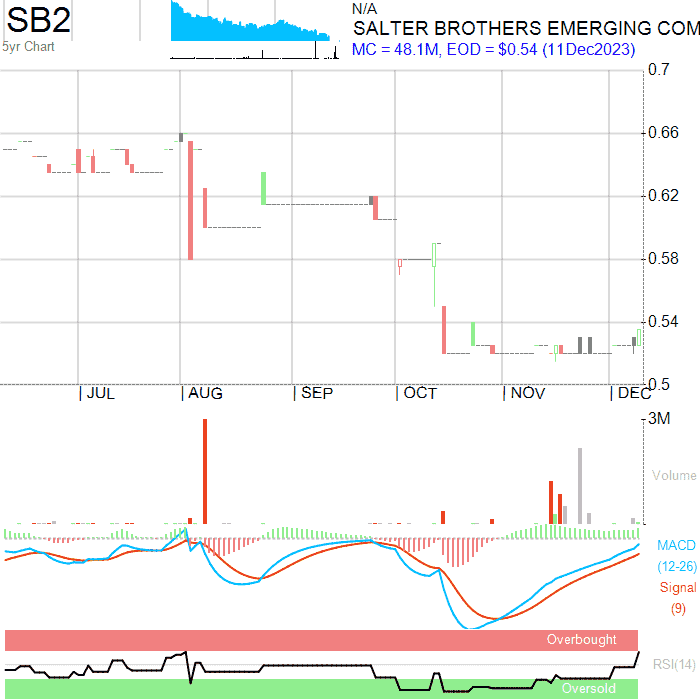 SB2
5yr Chart
N/A
SALTER BROTHERS EMERGING COM
MC = 48.1M, EOD = $0.54 (11Dec2023)
0.7
0.66
0.62
0.58
0.54
0.5
JUL
AUG
SEP
OCT
NOV
DEC
3M
Volume
MACD
(12-26)
Signal
(9)
Overbought
RSI(14)
Oversold